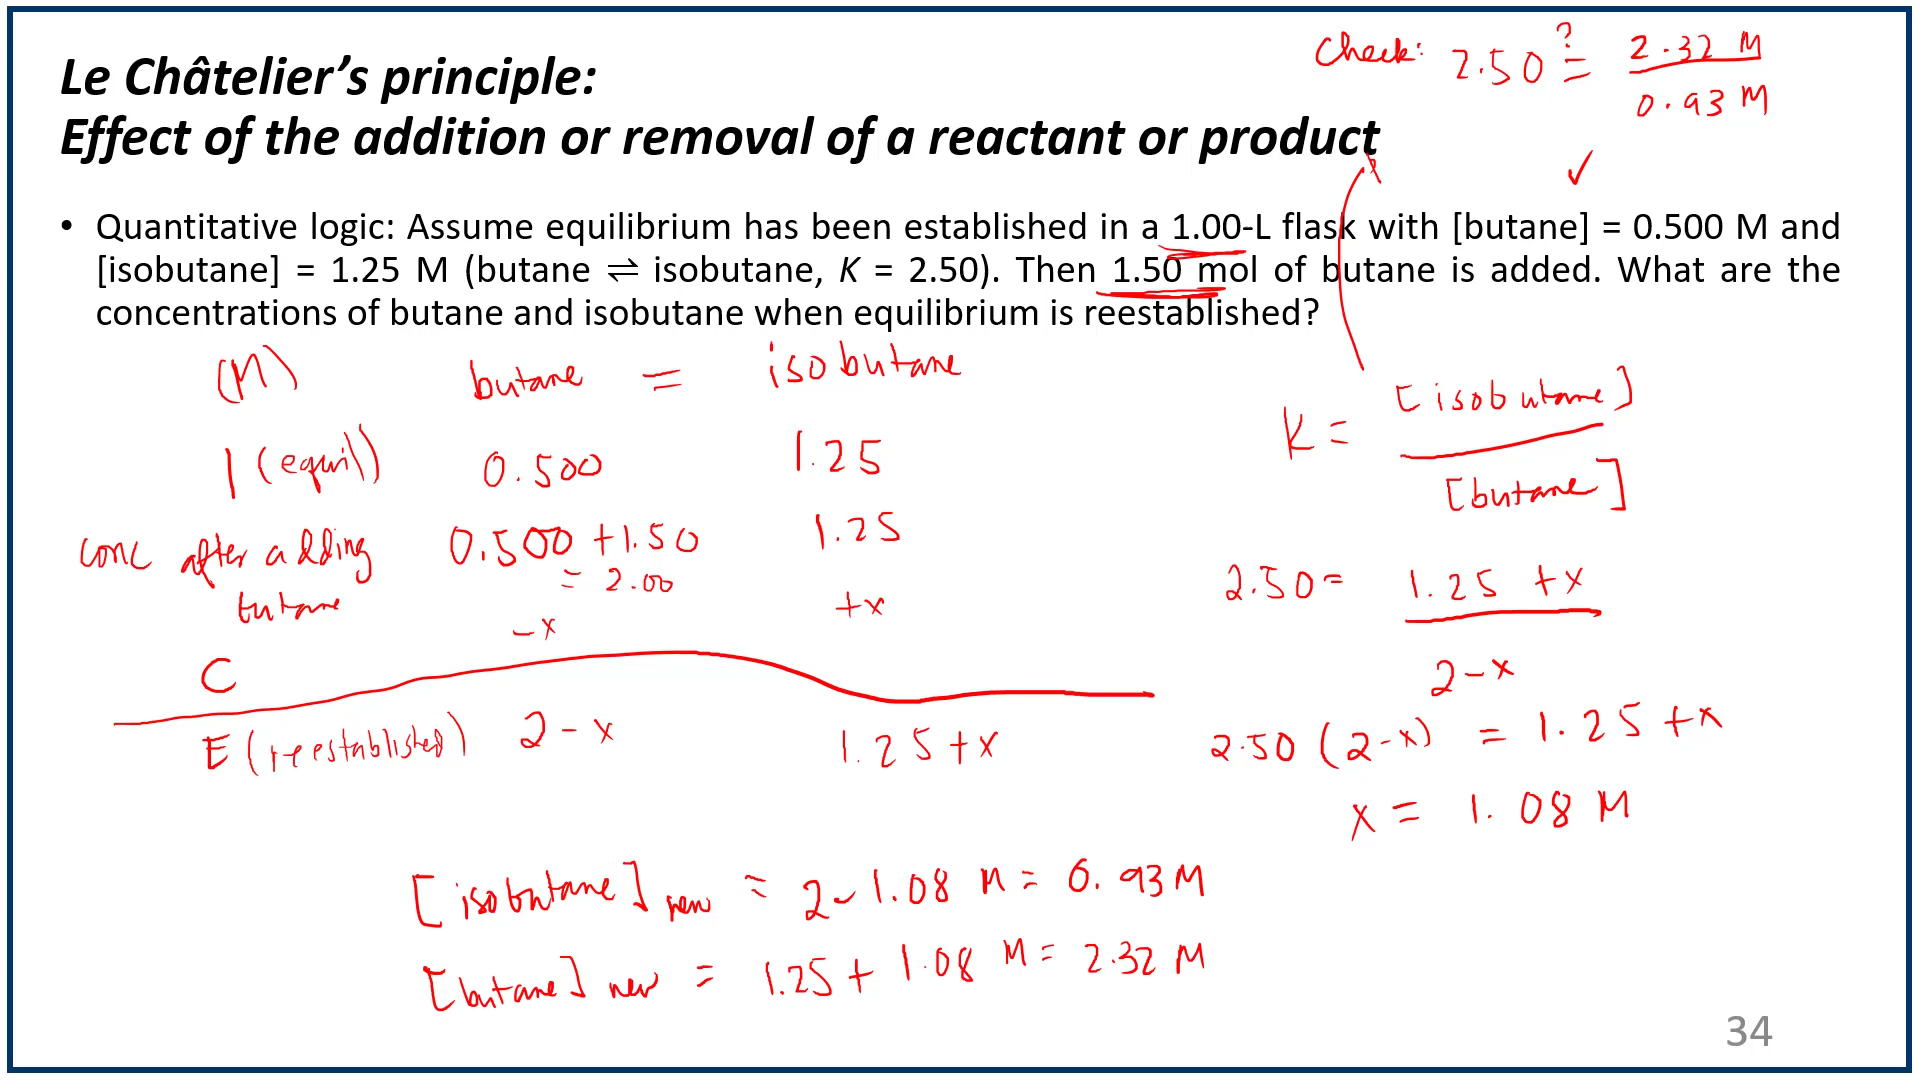 Check: 2.50 ?= 2.32 M / 0.93 M
✓
Le Châtelier's principle:
Effect of the addition or removal of a reactant or product
• Quantitative logic: Assume equilibrium has been established in a 1.00-L flask with [butane] = 0.500 M and
[isobutane] = 1.25 M (butane ⇌ isobutane, K = 2.50). Then 1.50 mol of butane is added. What are the
concentrations of butane and isobutane when equilibrium is reestablished?
(M) butane = isobutane
I (equil) 0.500 1.25
conc after adding butane 0.500 + 1.50 1.25
= 2.00
C -x +x
E (reestablished) 2 - x 1.25 + x
K = [isobutane] / [butane]
2.50 = 1.25 + x / 2 - x
2.50 (2 - x) = 1.25 + x
x = 1.08 M
[isobutane] new = 2 - 1.08 M = 0.93 M
[butane] new = 1.25 + 1.08 M = 2.32 M
34